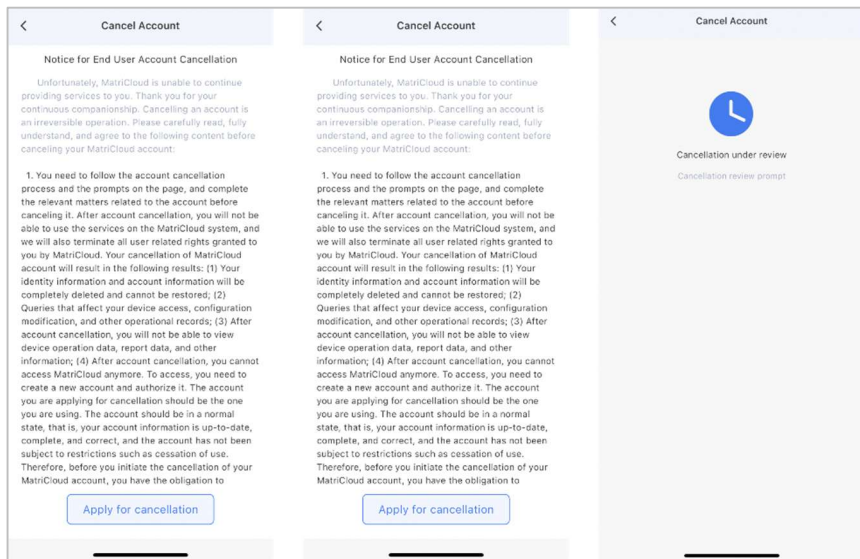 Cancel Account
Notice for End User Account Cancellation
Unfortunately, MatriCloud is unable to continue
providing services to you. Thank you for your
continuous companionship. Cancelling an account is
an irreversible operation. Please carefully read, fully
understand, and agree to the following content before
canceling your MatriCloud account:
1. You need to follow the account cancellation
process and the prompts on the page, and complete
the relevant matters related to the account before
canceling it. After account cancellation, you will not be
able to use the services on the MatriCloud system, and
we will also terminate all user related rights granted to
you by MatriCloud. Your cancellation of MatriCloud
account will result in the following results: (1) Your
identity information and account information will be
completely deleted and cannot be restored; (2)
Queries that affect your device access, configuration
modification, and other operational records; (3) After
account cancellation, you will not be able to view
device operation data, report data, and other
information; (4) After account cancellation, you cannot
access MatriCloud anymore. To access, you need to
create a new account and authorize it. The account
you are applying for cancellation should be the one
you are using. The account should be in a normal
state, that is, your account information is up-to-date,
complete, and correct, and the account has not been
subject to restrictions such as cessation of use.
Therefore, before you initiate the cancellation of your
MatriCloud account, you have the obligation to
Apply for cancellation
Cancel Account
Notice for End User Account Cancellation
Unfortunately, MatriCloud is unable to continue
providing services to you. Thank you for your
continuous companionship. Cancelling an account is
an irreversible operation. Please carefully read, fully
understand, and agree to the following content before
canceling your MatriCloud account:
1. You need to follow the account cancellation
process and the prompts on the page, and complete
the relevant matters related to the account before
canceling it. After account cancellation, you will not be
able to use the services on the MatriCloud system, and
we will also terminate all user related rights granted to
you by MatriCloud. Your cancellation of MatriCloud
account will result in the following results: (1) Your
identity information and account information will be
completely deleted and cannot be restored; (2)
Queries that affect your device access, configuration
modification, and other operational records; (3) After
account cancellation, you will not be able to view
device operation data, report data, and other
information; (4) After account cancellation, you cannot
access MatriCloud anymore. To access, you need to
create a new account and authorize it. The account
you are applying for cancellation should be the one
you are using. The account should be in a normal
state, that is, your account information is up-to-date,
complete, and correct, and the account has not been
subject to restrictions such as cessation of use.
Therefore, before you initiate the cancellation of your
MatriCloud account, you have the obligation to
Apply for cancellation
Cancel Account
Cancellation under review
Cancellation review prompt